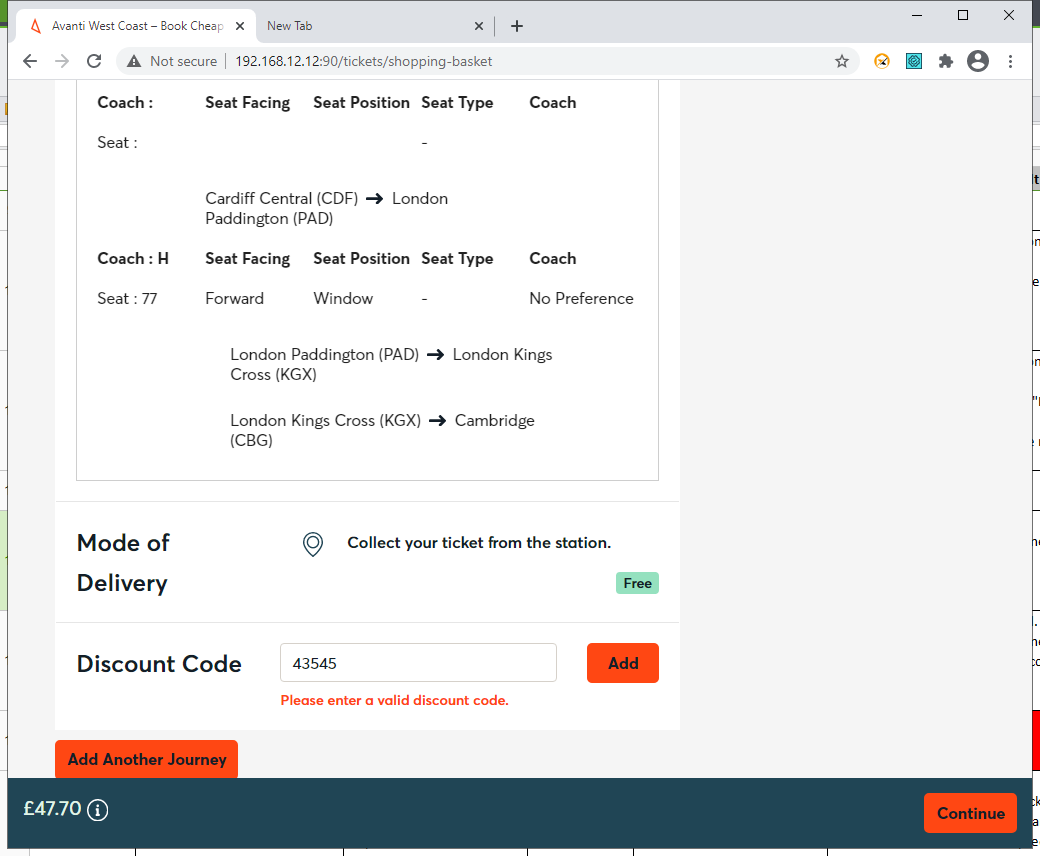 Avanti West Coast – Book Cheap
New Tab
Not secure
192.168.12.12:90/tickets/shopping-basket
Coach : Seat Facing Seat Position Seat Type Coach
Seat : -
Cardiff Central (CDF) ➔ London
Paddington (PAD)
Coach : H Seat Facing Seat Position Seat Type Coach
Seat : 77 Forward Window - No Preference
London Paddington (PAD) ➔ London Kings
Cross (KGX)
London Kings Cross (KGX) ➔ Cambridge
(CBG)
Mode of
Delivery
Collect your ticket from the station.
Free
Discount Code
43545
Add
Please enter a valid discount code.
Add Another Journey
£47.70
Continue